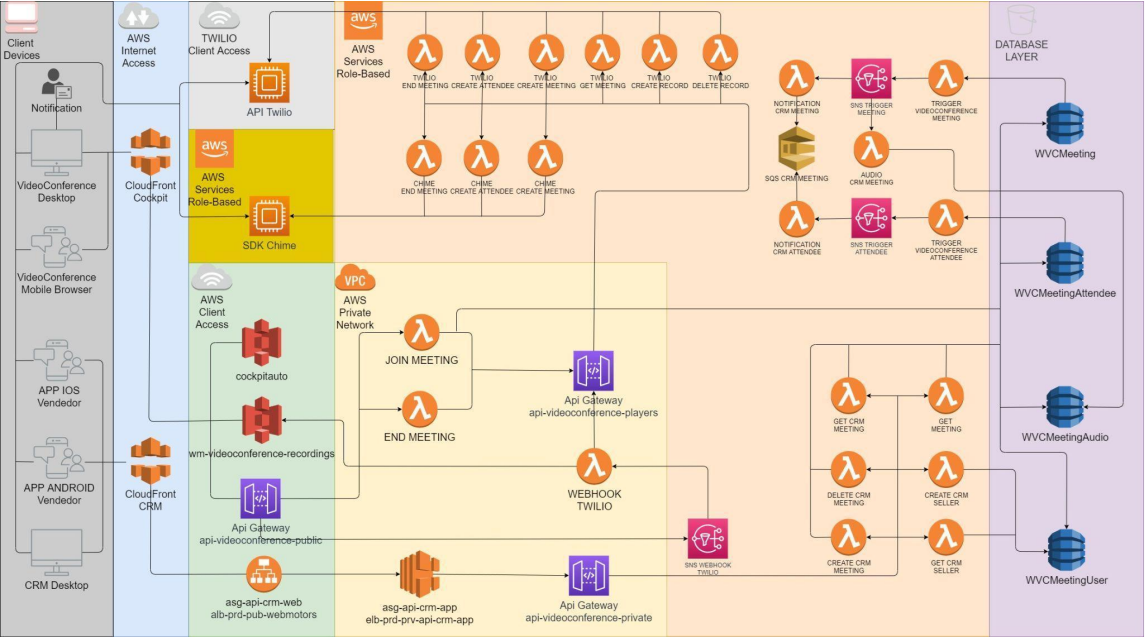 Client
Devices
Notification
VideoConference
Desktop
VideoConference
Mobile Browser
APP IOS
Vendedor
APP ANDROID
Vendedor
CRM Desktop
AWS
Internet
Access
CloudFront
Cockpit
CloudFront
CRM
TWILIO
Client Access
API Twilio
aws
AWS
Services
Role-Based
SDK Chime
AWS
Client
Access
cockpitauto
wm-videoconference-recordings
Api Gateway
api-videoconference-public
asg-api-crm-web
alb-prd-pub-webmotors
aws
AWS
Services
Role-Based
TWILIO
END MEETING
TWILIO
CREATE ATTENDEE
TWILIO
CREATE MEETING
TWILIO
GET MEETING
TWILIO
CREATE RECORD
TWILIO
DELETE RECORD
CHIME
END MEETING
CHIME
CREATE ATTENDEE
CHIME
CREATE MEETING
VPC
AWS
Private
Network
JOIN MEETING
END MEETING
Api Gateway
api-videoconference-players
WEBHOOK
TWILIO
asg-api-crm-app
elb-prd-prv-api-crm-app
Api Gateway
api-videoconference-private
SNS WEBHOOK
TWILIO
NOTIFICATION
CRM MEETING
SNS TRIGGER
MEETING
TRIGGER
VIDEOCONFERENCE
MEETING
SQS CRM MEETING
AUDIO
CRM MEETING
NOTIFICATION
CRM ATTENDEE
SNS TRIGGER
ATTENDEE
TRIGGER
VIDEOCONFERENCE
ATTENDEE
GET CRM
MEETING
GET
MEETING
DELETE CRM
MEETING
CREATE CRM
SELLER
CREATE CRM
MEETING
GET CRM
SELLER
DATABASE
LAYER
WVCMeeting
WVCMeetingAttendee
WVCMeetingAudio
WVCMeetingUser